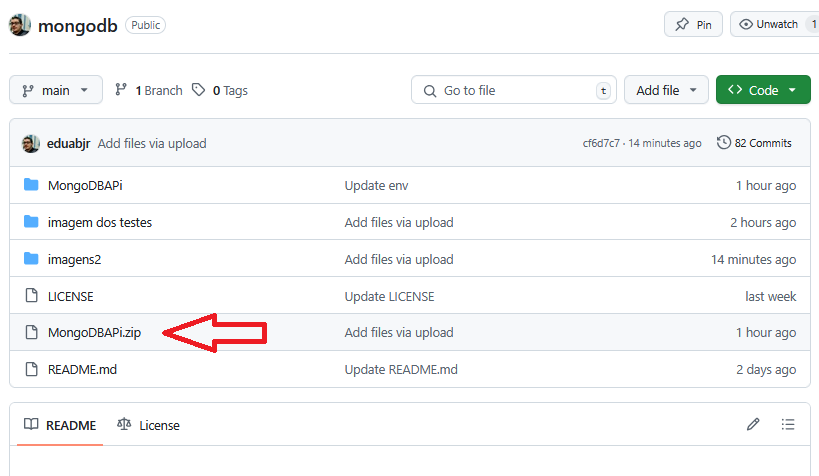 mongodb Public Pin Unwatch 1
main 1 Branch 0 Tags Go to file t Add file Code
eduabjr Add files via upload cf6d7c7 · 14 minutes ago 82 Commits
MongoDBAPi Update env 1 hour ago
imagem dos testes Add files via upload 2 hours ago
imagens2 Add files via upload 14 minutes ago
LICENSE Update LICENSE last week
MongoDBAPi.zip Add files via upload 1 hour ago
README.md Update README.md 2 days ago
README License